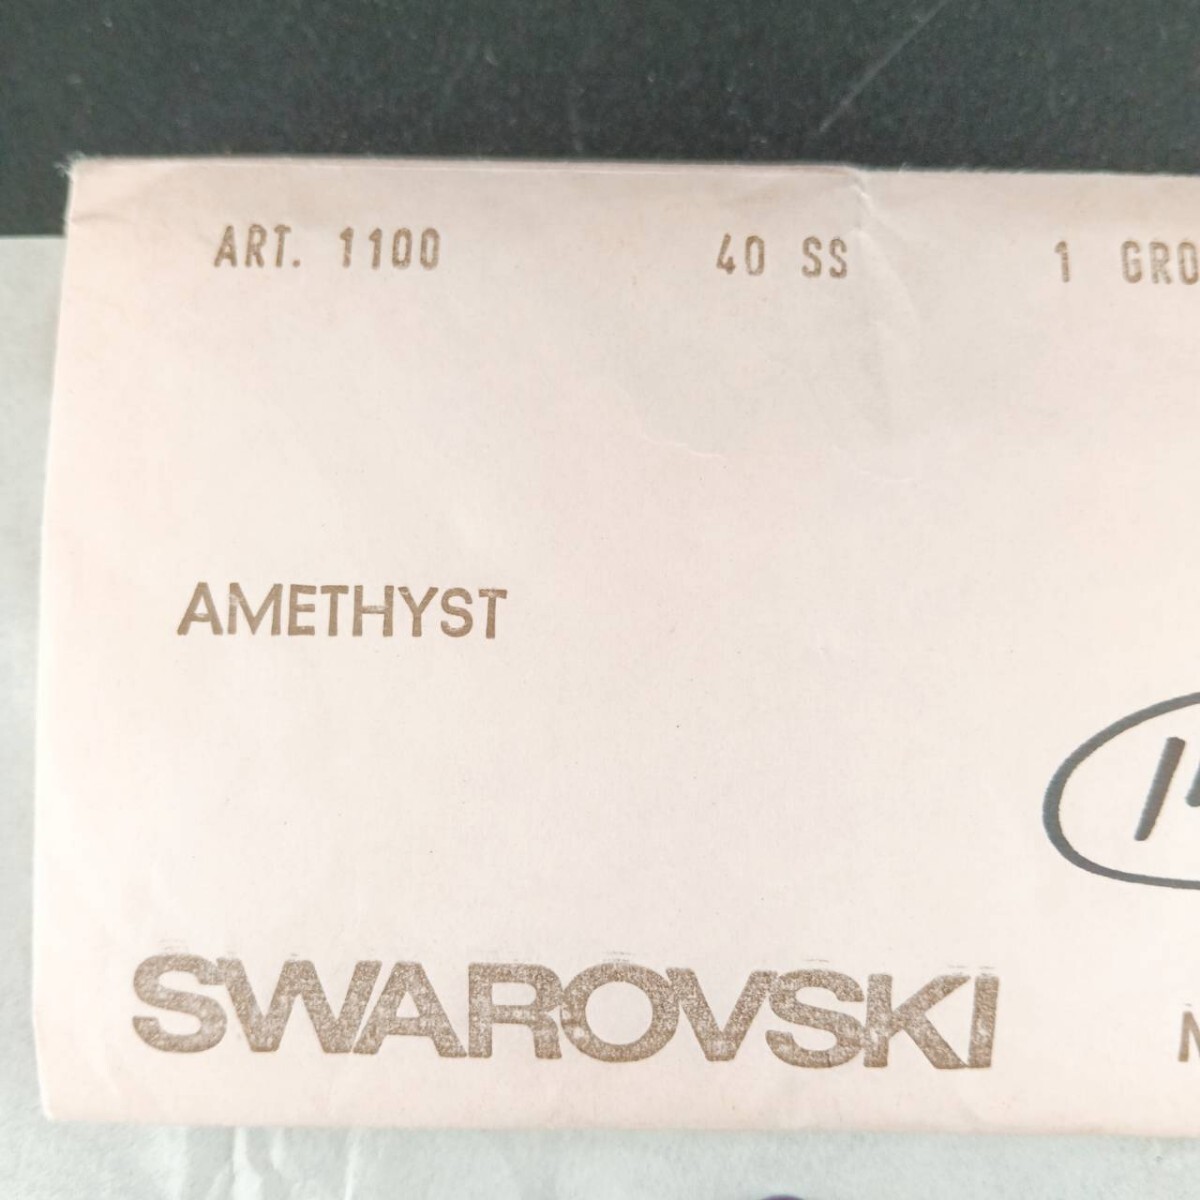 ART. 1100 40 SS 1 GRO
AMETHYST
SWAROVSKI